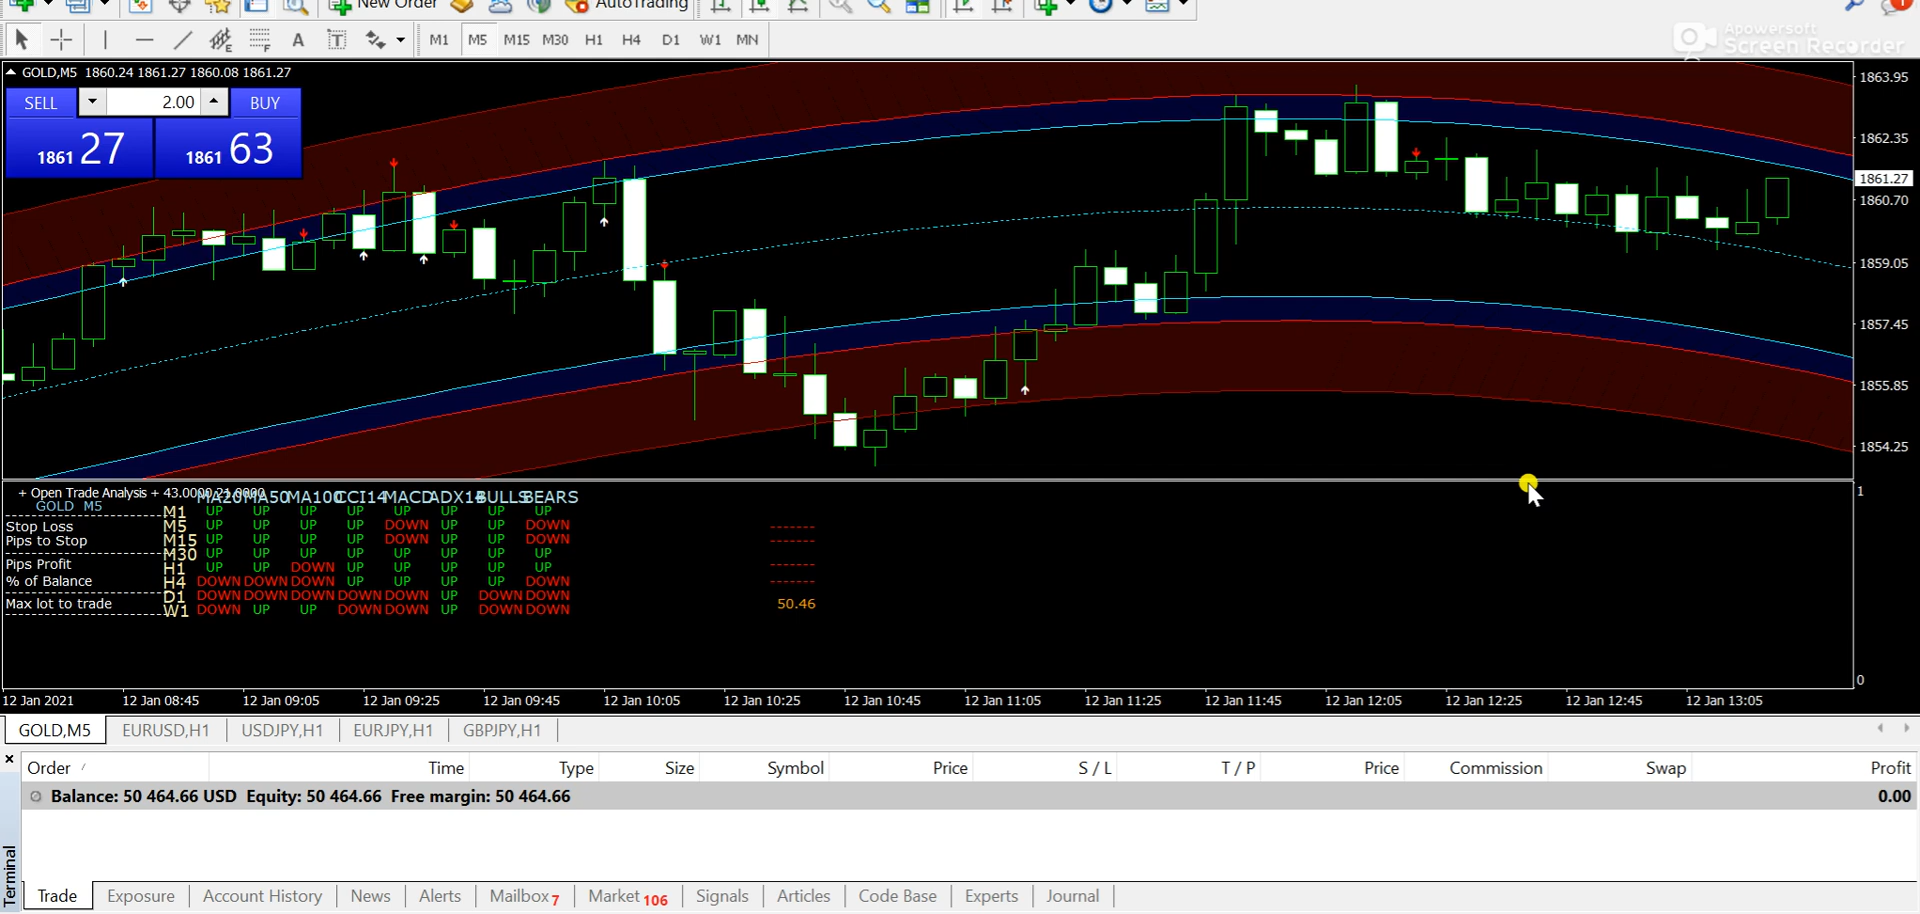 New Order AutoTrading
Apowersoft
Screen Recorder
A T M1 M5 M15 M30 H1 H4 D1 W1 MN
GOLD,M5 1860.24 1861.27 1860.08 1861.27
SELL 2.00 BUY
1861 27 1861 63
1863.95
1862.35
1861.27
1860.70
1859.05
1857.45
1855.85
1854.25
+ Open Trade Analysis + 43.0000 21.0000
MA20 MA50 MA100 CCI14 MACD ADX14 BULLS BEARS
GOLD M5
M1 UP UP UP UP UP UP UP UP
Stop Loss M5 UP UP UP UP DOWN UP UP DOWN -------
Pips to Stop M15 UP UP UP UP DOWN UP UP DOWN -------
M30 UP UP UP UP UP UP UP UP
Pips Profit H1 UP UP DOWN UP UP UP UP UP -------
% of Balance H4 DOWN DOWN DOWN UP UP UP UP DOWN -------
D1 DOWN DOWN DOWN DOWN DOWN UP DOWN DOWN
Max lot to trade 50.46
W1 DOWN UP UP DOWN DOWN UP DOWN DOWN
1
0
12 Jan 2021 12 Jan 08:45 12 Jan 09:05 12 Jan 09:25 12 Jan 09:45 12 Jan 10:05 12 Jan 10:25 12 Jan 10:45 12 Jan 11:05 12 Jan 11:25 12 Jan 11:45 12 Jan 12:05 12 Jan 12:25 12 Jan 12:45 12 Jan 13:05
GOLD,M5 EURUSD,H1 USDJPY,H1 EURJPY,H1 GBPJPY,H1
Order / Time Type Size Symbol Price S / L T / P Price Commission Swap Profit
Balance: 50 464.66 USD Equity: 50 464.66 Free margin: 50 464.66 0.00
Terminal
Trade Exposure Account History News Alerts Mailbox 7 Market 106 Signals Articles Code Base Experts Journal